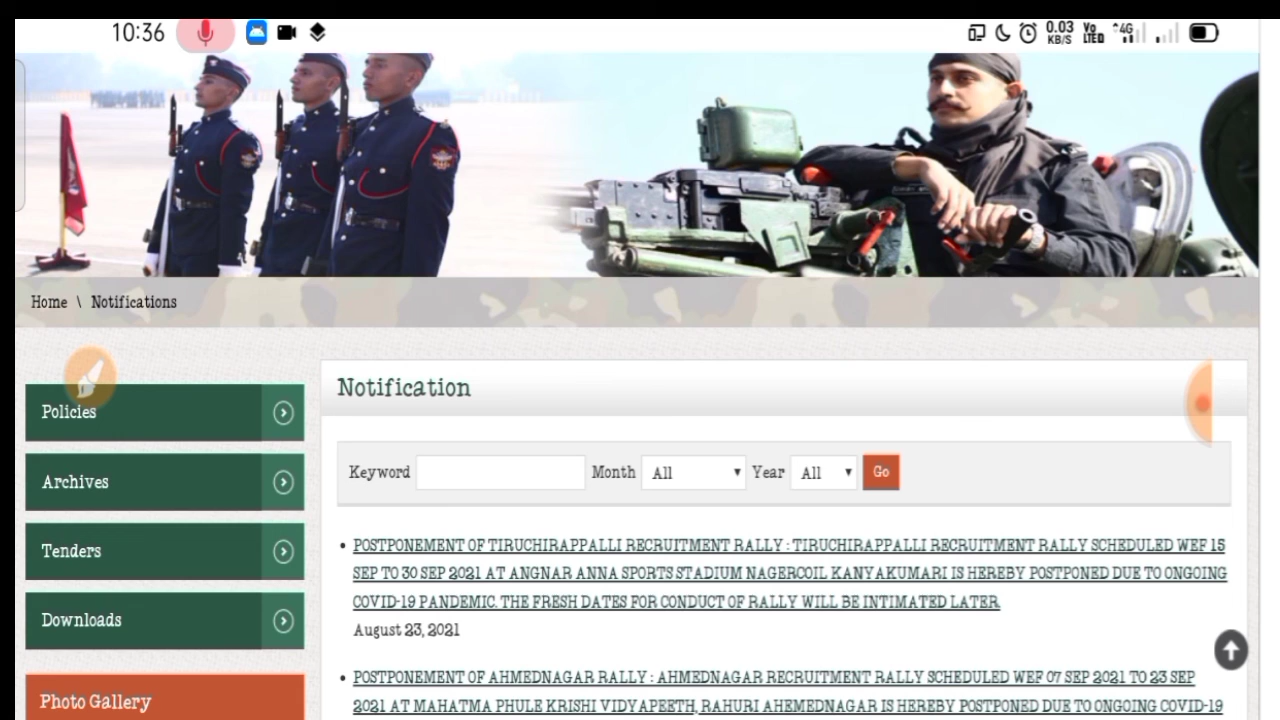 10:36
0.03
KB/S
Vo
LTED
4G
Home \ Notifications
Policies
Archives
Tenders
Downloads
Photo Gallery
Notification
Keyword
Month All
Year All
Go
POSTPONEMENT OF TIRUCHIRAPPALLI RECRUITMENT RALLY : TIRUCHIRAPPALLI RECRUITMENT RALLY SCHEDULED WEF 15
SEP TO 30 SEP 2021 AT ANGNAR ANNA SPORTS STADIUM NAGERCOIL KANYAKUMARI IS HEREBY POSTPONED DUE TO ONGOING
COVID-19 PANDEMIC. THE FRESH DATES FOR CONDUCT OF RALLY WILL BE INTIMATED LATER.
August 23, 2021
POSTPONEMENT OF AHMEDNAGAR RALLY : AHMEDNAGAR RECRUITMENT RALLY SCHEDULED WEF 07 SEP 2021 TO 23 SEP
2021 AT MAHATMA PHULE KRISHI VIDYAPEETH, RAHURI AHEMEDNAGAR IS HEREBY POSTPONED DUE TO ONGOING COVID-19